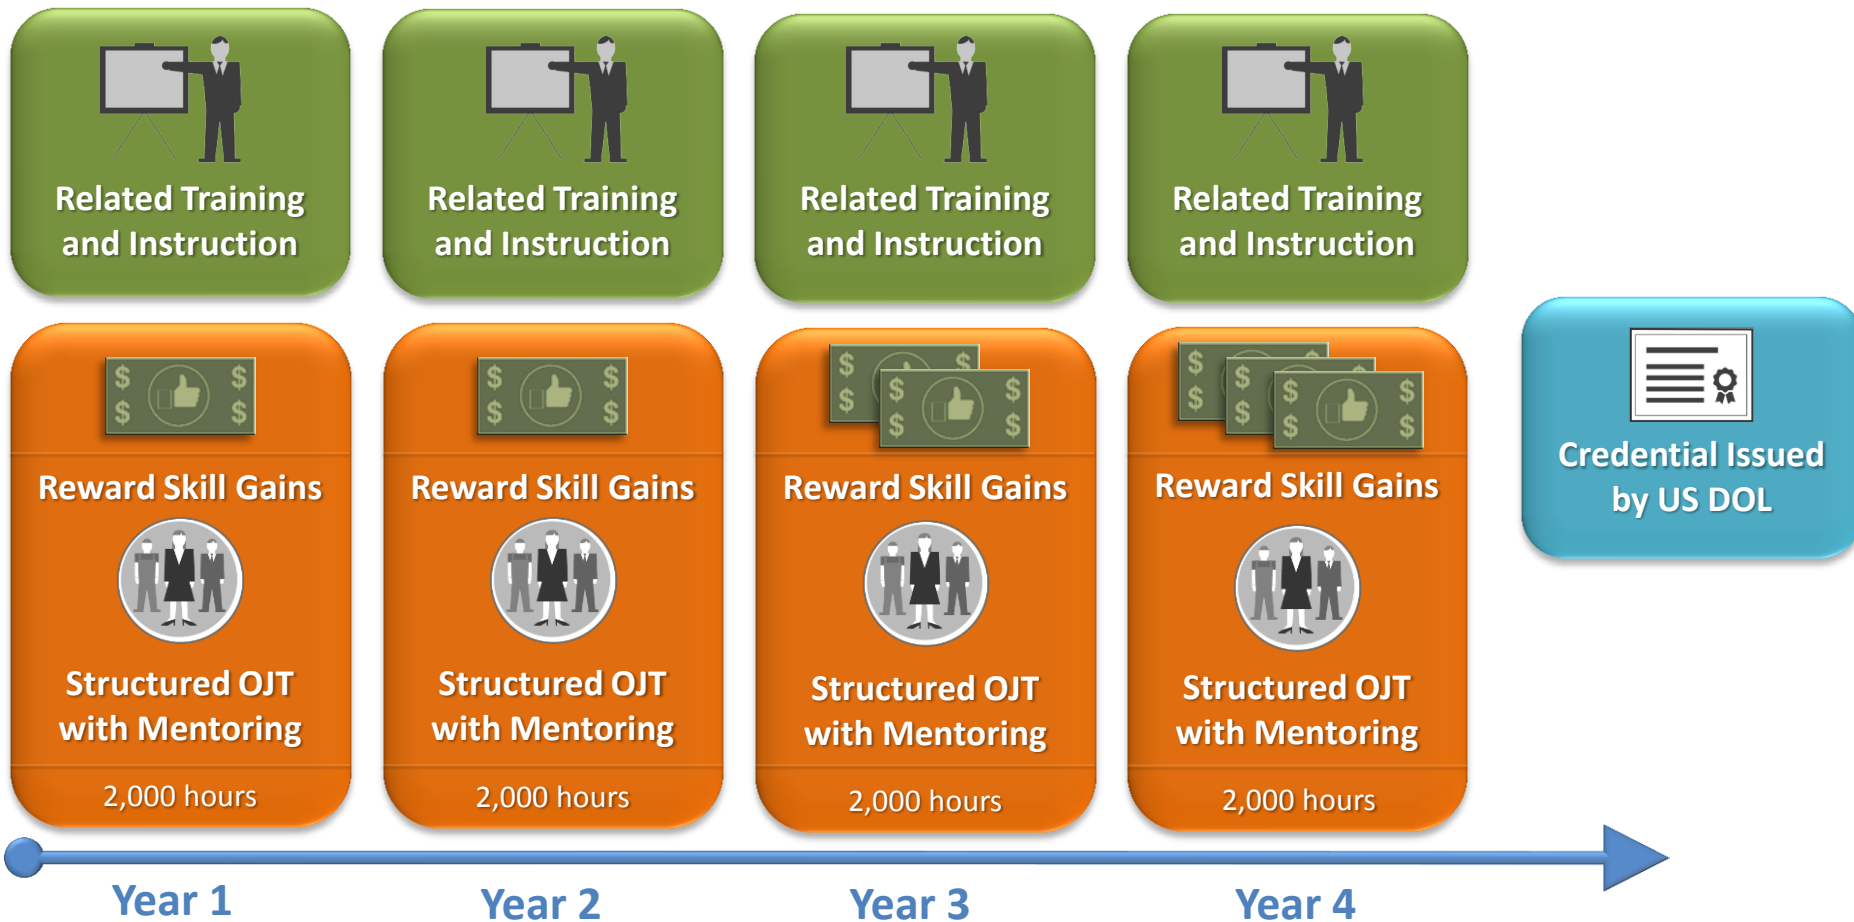 Related Training
and Instruction
Related Training
and Instruction
Related Training
and Instruction
Related Training
and Instruction
$ $
$ $
Reward Skill Gains
Structured OJT
with Mentoring
2,000 hours
$ $
$ $
Reward Skill Gains
Structured OJT
with Mentoring
2,000 hours
$ $
$ $ $
$ $
Reward Skill Gains
Structured OJT
with Mentoring
2,000 hours
$ $ $
$ $ $
$ $
Reward Skill Gains
Structured OJT
with Mentoring
2,000 hours
Credential Issued
by US DOL
Year 1
Year 2
Year 3
Year 4